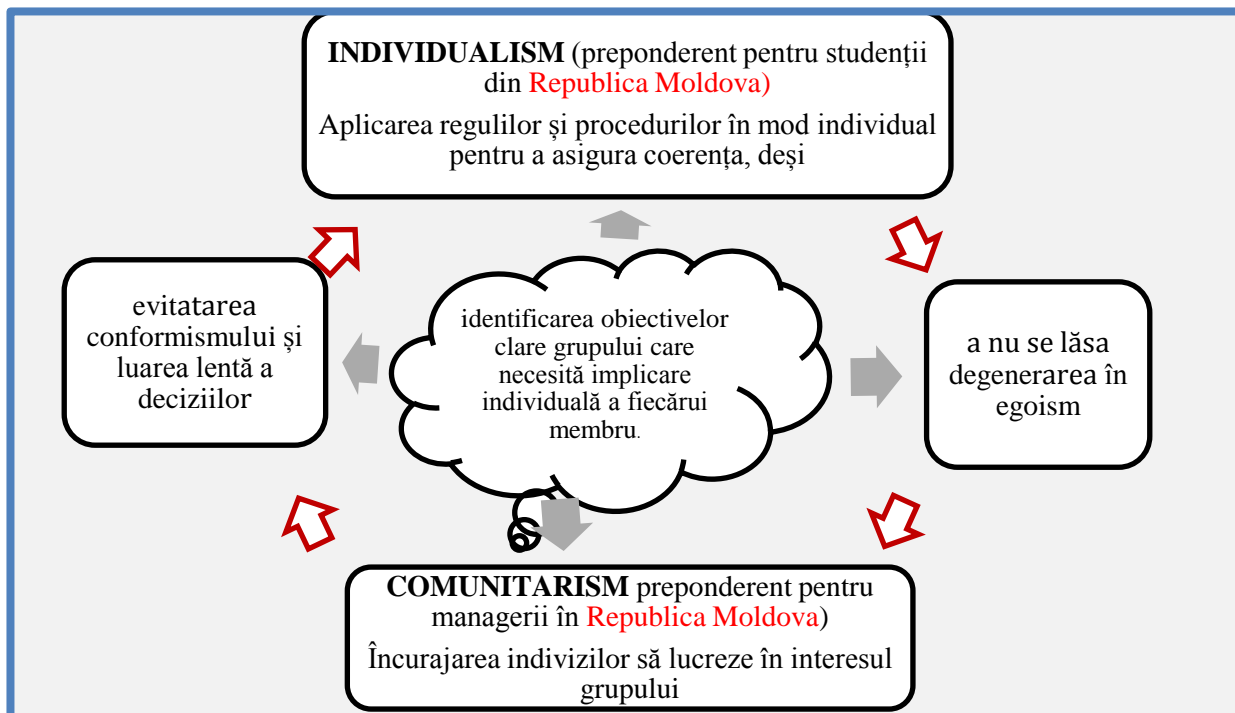 INDIVIDUALISM (preponderent pentru studenții
din Republica Moldova)
Aplicarea regulilor și procedurilor în mod individual
pentru a asigura coerența, deși
evitatarea
conformismului și
luarea lentă a
deciziilor
identificarea obiectivelor
clare grupului care
necesită implicare
individuală a fiecărui
membru.
a nu se lăsa
degenerarea în
egoism
COMUNITARISM preponderent pentru
managerii în Republica Moldova)
Încurajarea indivizilor să lucreze în interesul
grupului